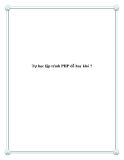 Tự học lập trình PHP dễ hay khó ?